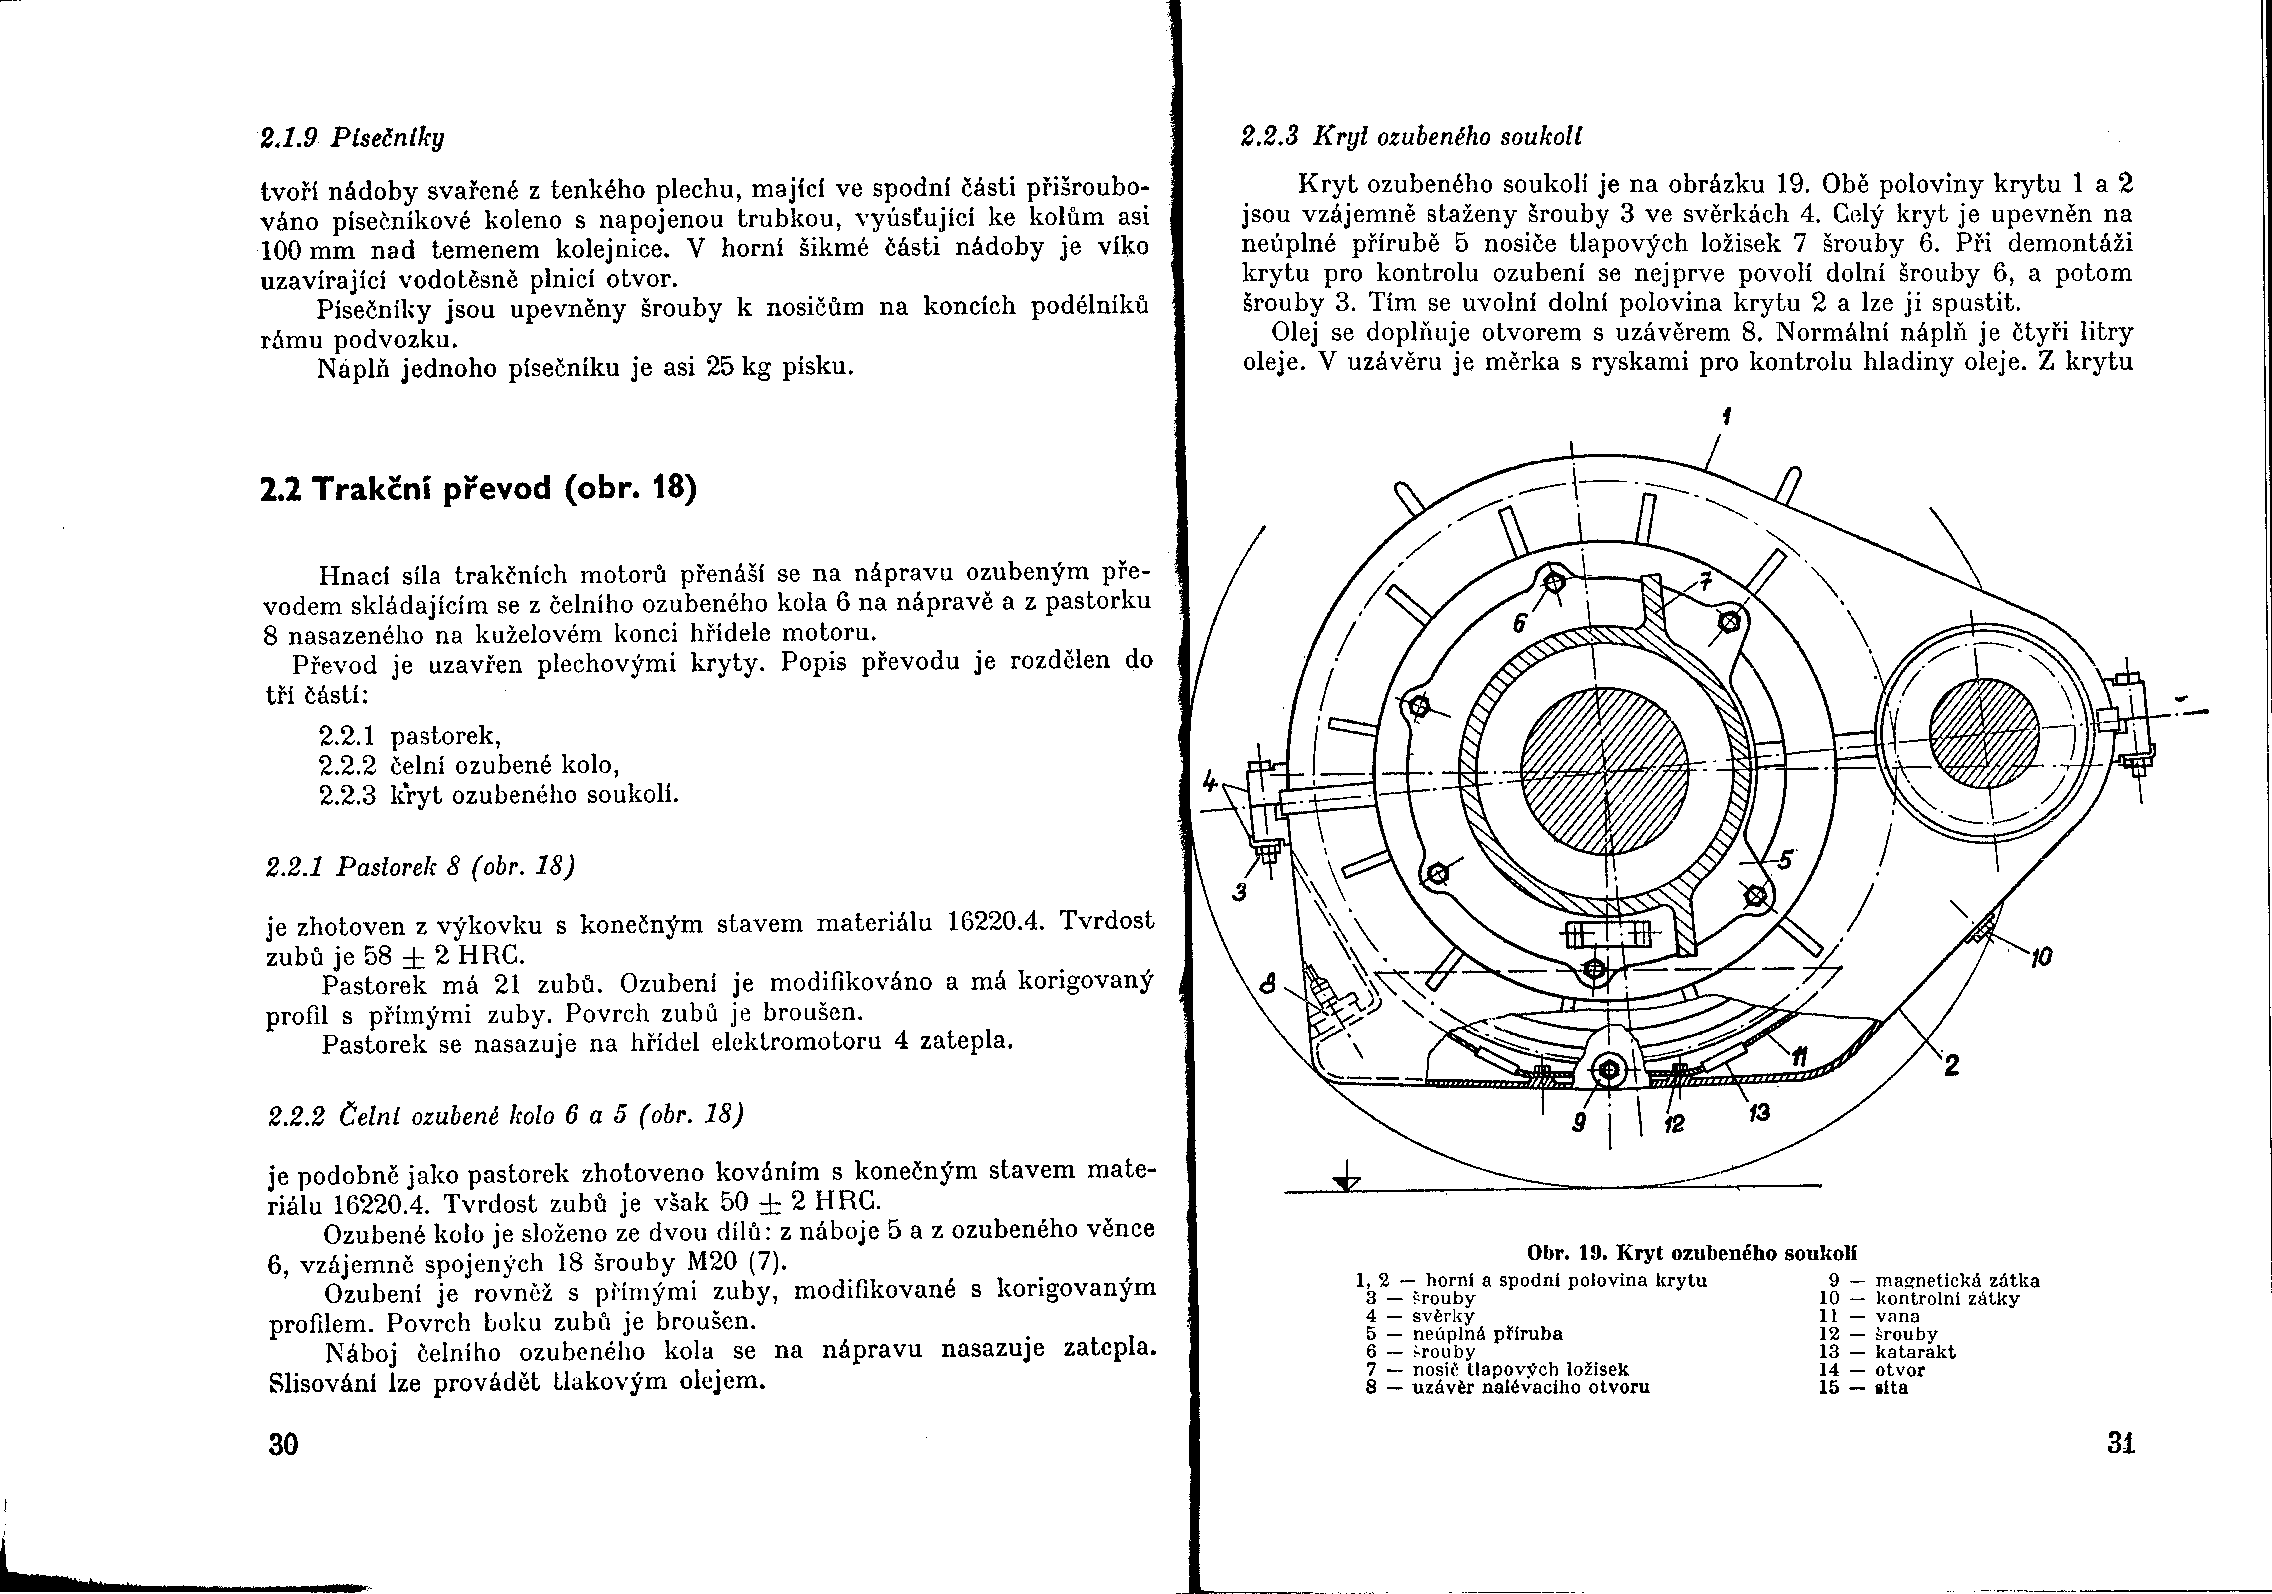 2.1.9 Písečníky
tvoří nádoby svařené z tenkého plechu, mající ve spodní části přišroubo-
váno písečníkové koleno s napojenou trubkou, vyúsťující ke kolům asi
100 mm nad temenem kolejnice. V horní šikmé části nádoby je víko
uzavírající vodotěsně plnicí otvor.
Písečníky jsou upevněny šrouby k nosičům na koncích podélníků
rámu podvozku.
Náplň jednoho písečníku je asi 25 kg písku.
2.2 Trakční převod (obr. 18)
Hnací síla trakčních motorů přenáší se na nápravu ozubeným pře-
vodem skládajícím se z čelního ozubeného kola 6 na nápravě a z pastorku
8 nasazeného na kuželovém konci hřídele motoru.
Převod je uzavřen plechovými kryty. Popis převodu je rozdělen do
tří částí:
2.2.1 pastorek,
2.2.2 čelní ozubené kolo,
2.2.3 kryt ozubeného soukolí.
2.2.1 Pastorek 8 (obr. 18)
je zhotoven z výkovku s konečným stavem materiálu 16220.4. Tvrdost
zubů je 58 ± 2 HRC.
Pastorek má 21 zubů. Ozubení je modifikováno a má korigovaný
profil s přímými zuby. Povrch zubů je broušen.
Pastorek se nasazuje na hřídel elektromotoru 4 zatepla.
2.2.2 Čelní ozubené kolo 6 a 5 (obr. 18)
je podobně jako pastorek zhotoveno kováním s konečným stavem mate-
riálu 16220.4. Tvrdost zubů je však 50 ± 2 HRC.
Ozubené kolo je složeno ze dvou dílů: z náboje 5 a z ozubeného věnce
6, vzájemně spojených 18 šrouby M20 (7).
Ozubení je rovněž s přímými zuby, modifikované s korigovaným
profilem. Povrch boku zubů je broušen.
Náboj čelního ozubeného kola se na nápravu nasazuje zatepla.
Slisování lze provádět tlakovým olejem.
30
2.2.3 Kryt ozubeného soukolí
Kryt ozubeného soukolí je na obrázku 19. Obě poloviny krytu 1 a 2
jsou vzájemně staženy šrouby 3 ve svěrkách 4. Celý kryt je upevněn na
neúplné přírubě 5 nosiče tlapových ložisek 7 šrouby 6. Při demontáži
krytu pro kontrolu ozubení se nejprve povolí dolní šrouby 6, a potom
šrouby 3. Tím se uvolní dolní polovina krytu 2 a lze ji spustit.
Olej se doplňuje otvorem s uzávěrem 8. Normální náplň je čtyři litry
oleje. V uzávěru je měrka s ryskami pro kontrolu hladiny oleje. Z krytu
1
7
6
4
5
3
8
10
11
2
9
12
13
Obr. 19. Kryt ozubeného soukolí
1, 2 — horní a spodní polovina krytu
3 — šrouby
4 — svěrky
5 — neúplná příruba
6 — šrouby
7 — nosič tlapových ložisek
8 — uzávěr nalévacího otvoru
9 — magnetická zátka
10 — kontrolní zátky
11 — vana
12 — šrouby
13 — katarakt
14 — otvor
15 — síta
31